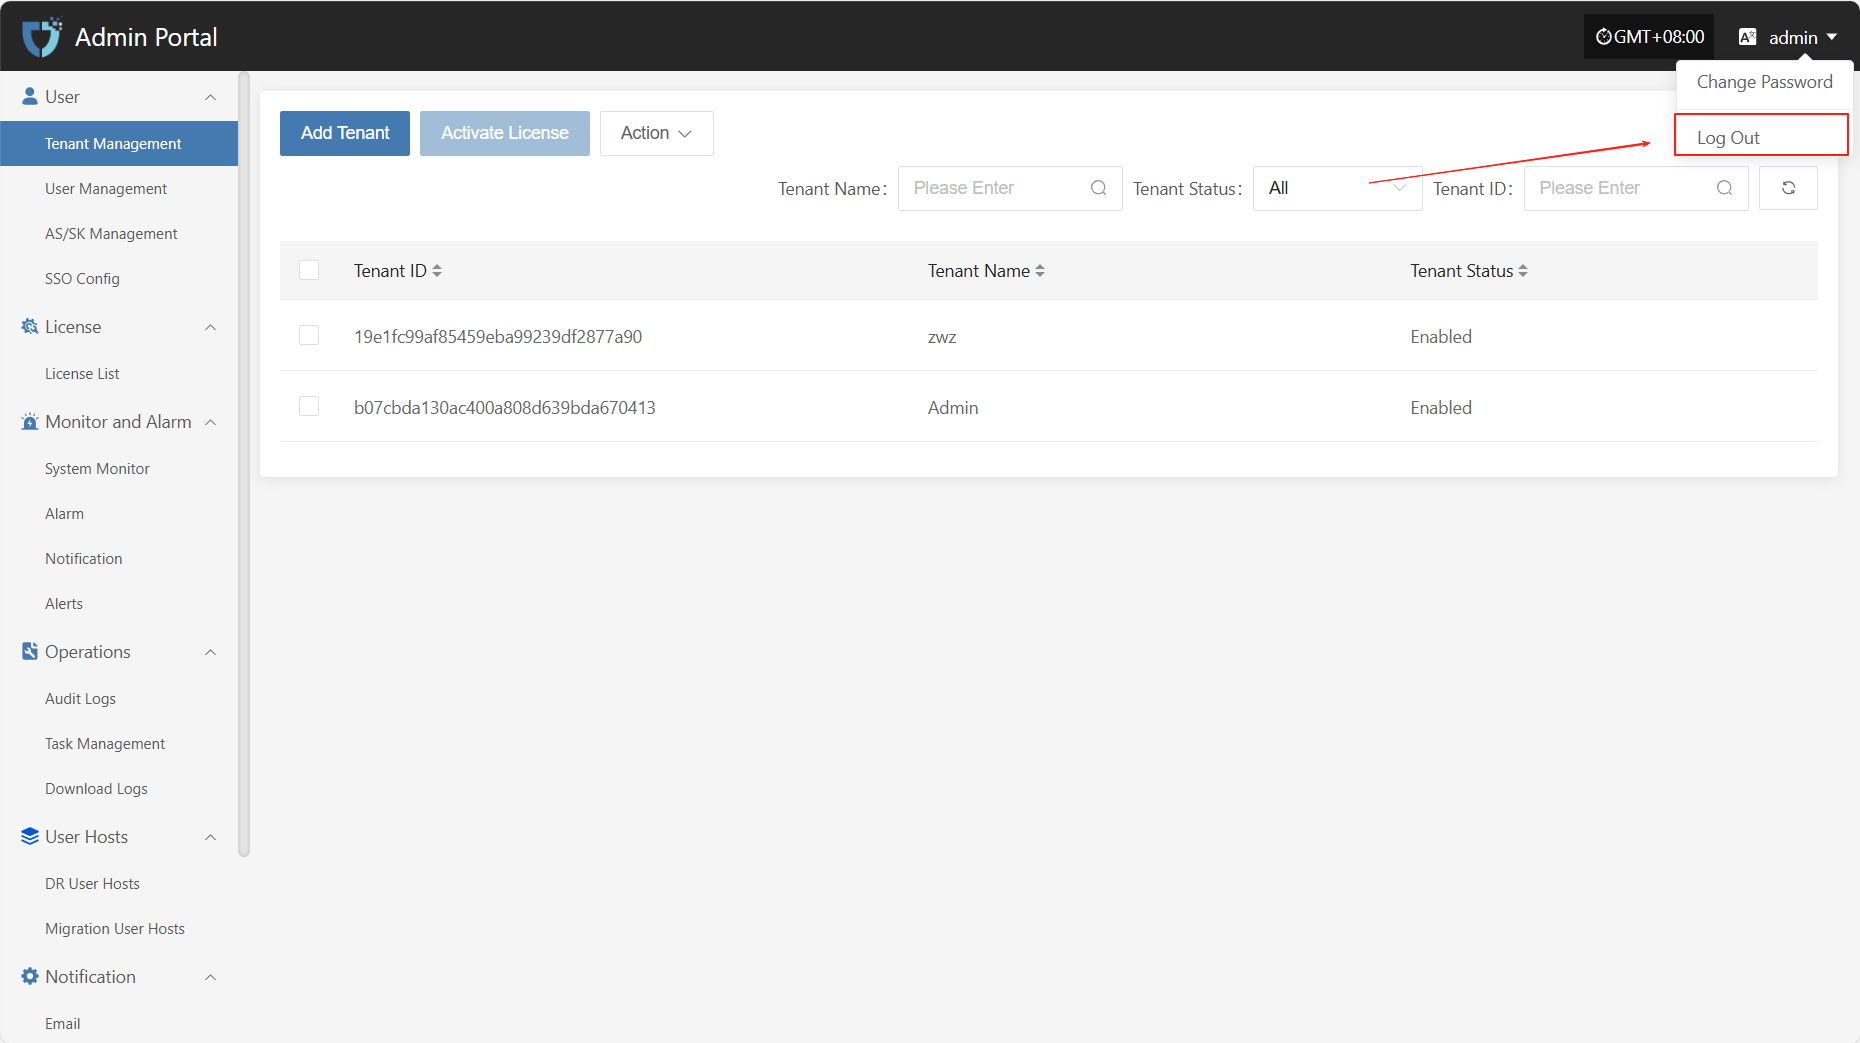 Admin Portal
GMT+08:00
admin
Change Password
Log Out
User
Tenant Management
User Management
AS/SK Management
SSO Config
License
License List
Monitor and Alarm
System Monitor
Alarm
Notification
Alerts
Operations
Audit Logs
Task Management
Download Logs
User Hosts
DR User Hosts
Migration User Hosts
Notification
Email
Add Tenant Activate License Action
Tenant Name: Please Enter Tenant Status: All Tenant ID: Please Enter
Tenant ID Tenant Name Tenant Status
19e1fc99af85459eba99239df2877a90 zwz Enabled
b07cbda130ac400a808d639bda670413 Admin Enabled